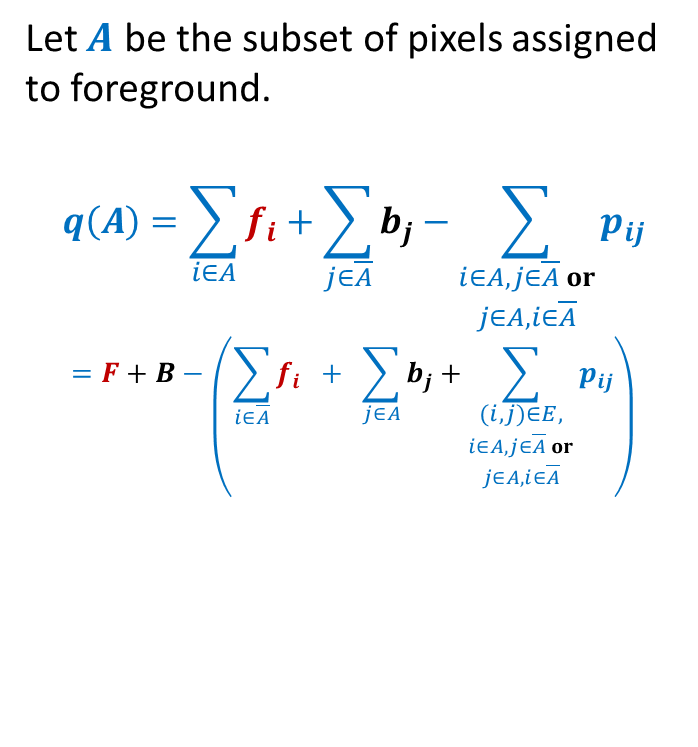 Let A be the subset of pixels assigned
to foreground.
q(A) = ∑ f_i + ∑ b_j − ∑ p_ij
i∈A j∈A̅ i∈A,j∈A̅ or
j∈A,i∈A̅
= F + B − ( ∑ f_i + ∑ b_j + ∑ p_ij )
i∈A̅ j∈A (i,j)∈E,
i∈A,j∈A̅ or
j∈A,i∈A̅